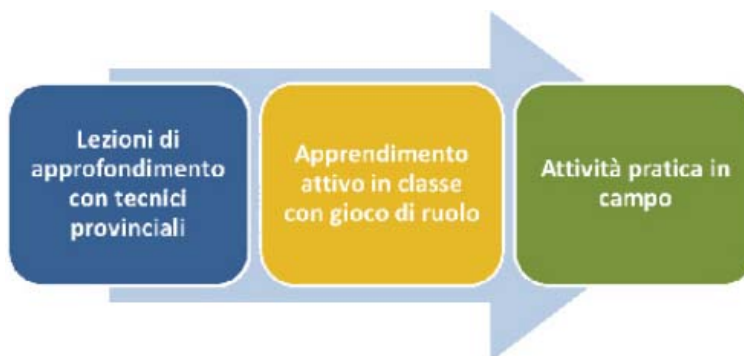 Lezioni di
approfondimento
con tecnici
provinciali
Apprendimento
attivo in classe
con gioco di ruolo
Attività pratica in
campo